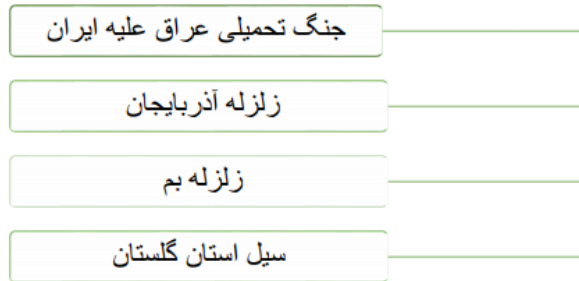 جنگ تحمیلی عراق علیه ایران
زلزله آذربایجان
زلزله بم
سیل استان گلستان